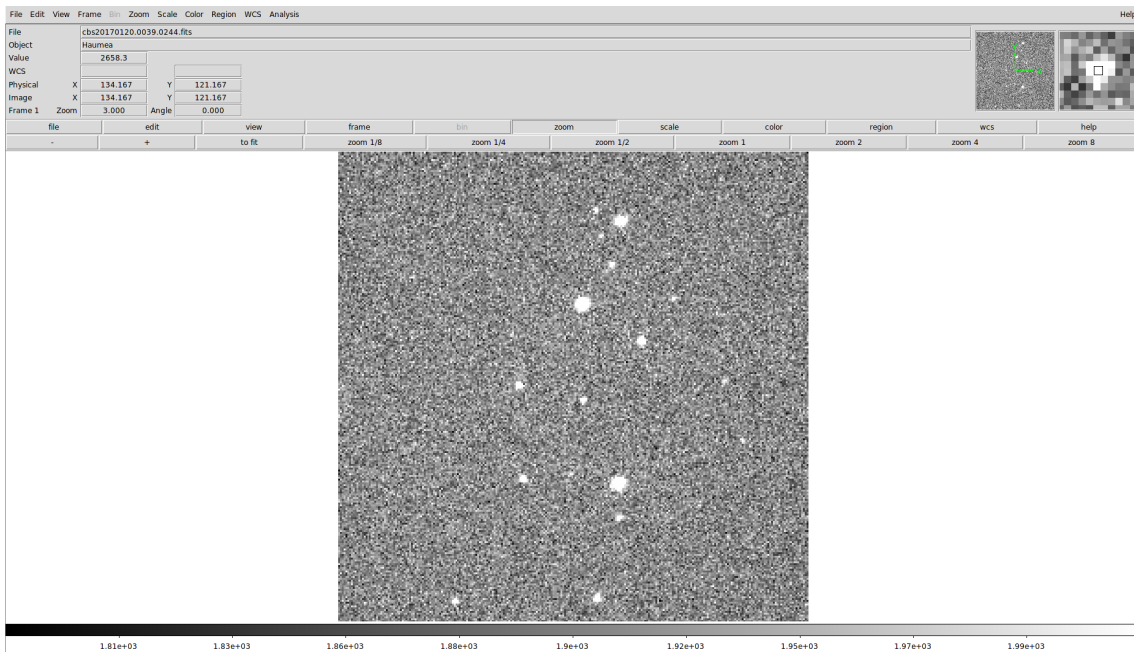 File Edit View Frame Bin Zoom Scale Color Region WCS Analysis Help
File cbs20170120.0039.0244.fits
Object Haumea
Value 2658.3
WCS
Physical X 134.167 Y 121.167
Image X 134.167 Y 121.167
Frame 1 Zoom 3.000 Angle 0.000
file edit view frame bin zoom scale color region wcs help
- + to fit zoom 1/8 zoom 1/4 zoom 1/2 zoom 1 zoom 2 zoom 4 zoom 8
1.81e+03 1.83e+03 1.86e+03 1.88e+03 1.9e+03 1.92e+03 1.95e+03 1.97e+03 1.99e+03